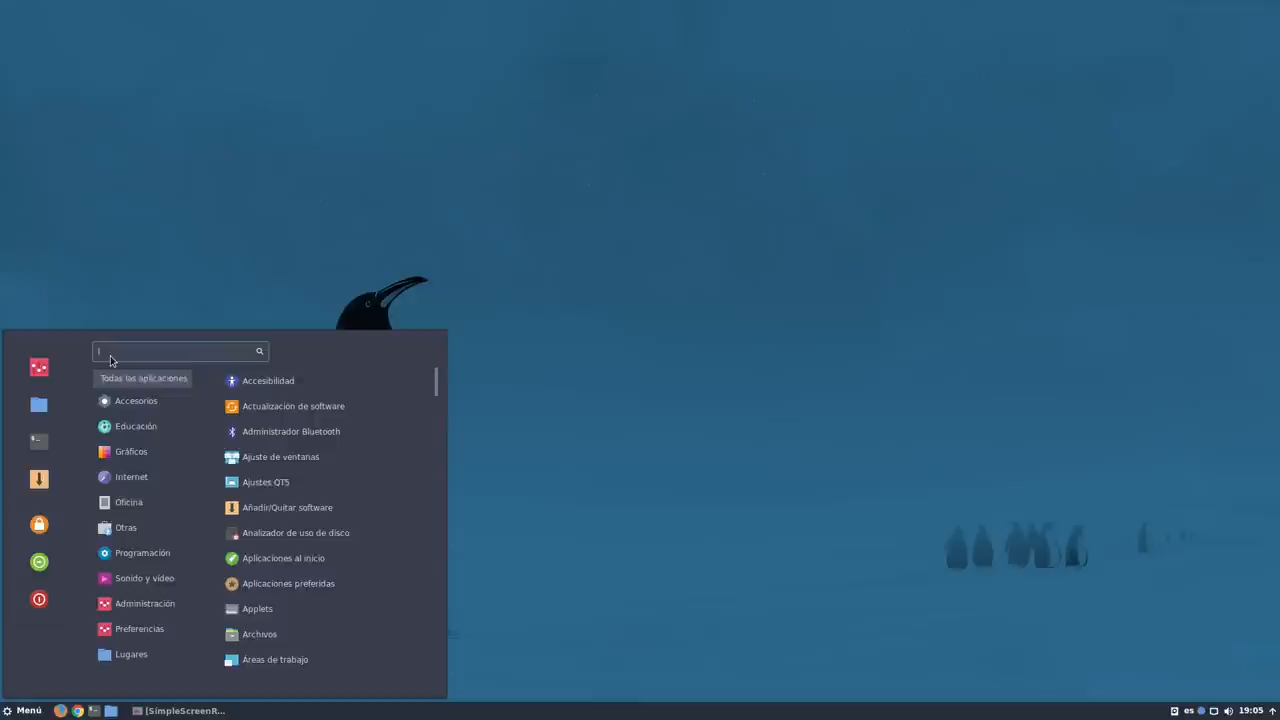 Todas las aplicaciones
Accesorios
Educación
Gráficos
Internet
Oficina
Otras
Programación
Sonido y vídeo
Administración
Preferencias
Lugares
Accesibilidad
Actualización de software
Administrador Bluetooth
Ajuste de ventanas
Ajustes QT5
Añadir/Quitar software
Analizador de uso de disco
Aplicaciones al inicio
Aplicaciones preferidas
Applets
Archivos
Áreas de trabajo
Menú
[SimpleScreenR...
es
19:05